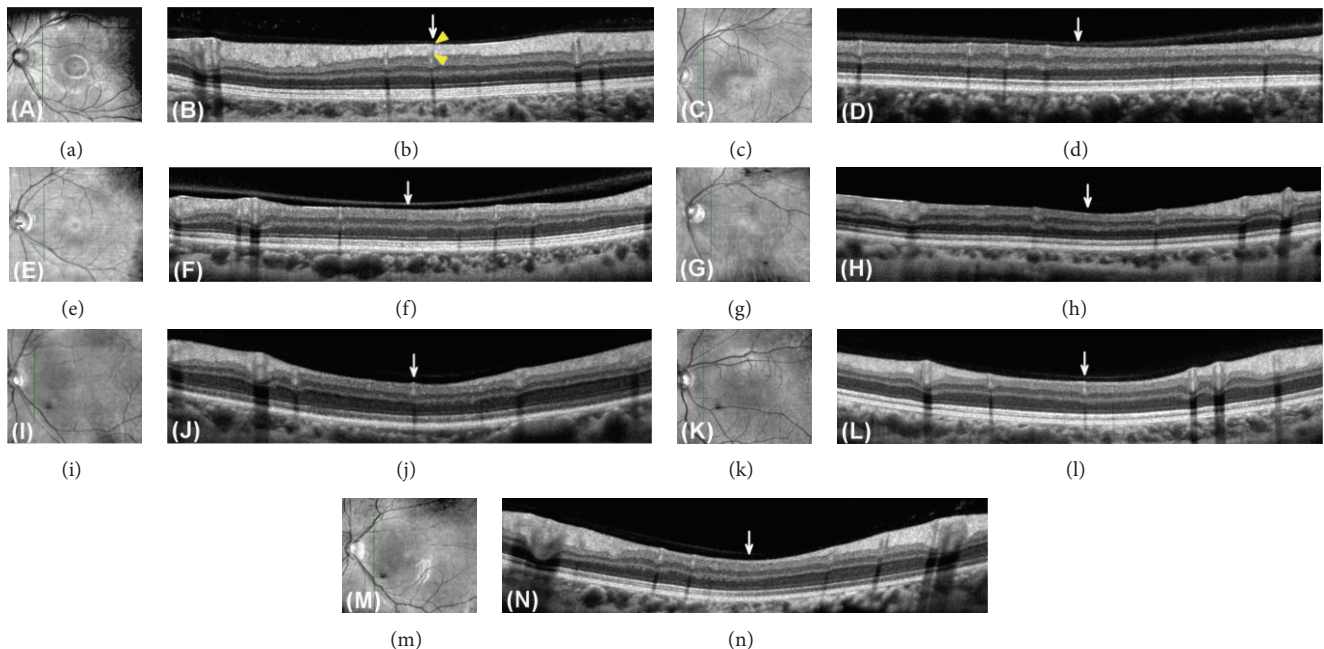 (A) (B) (C) (D)
(a) (b) (c) (d)
(E) (F) (G) (H)
(e) (f) (g) (h)
(I) (J) (K) (L)
(i) (j) (k) (l)
(M) (N)
(m) (n)